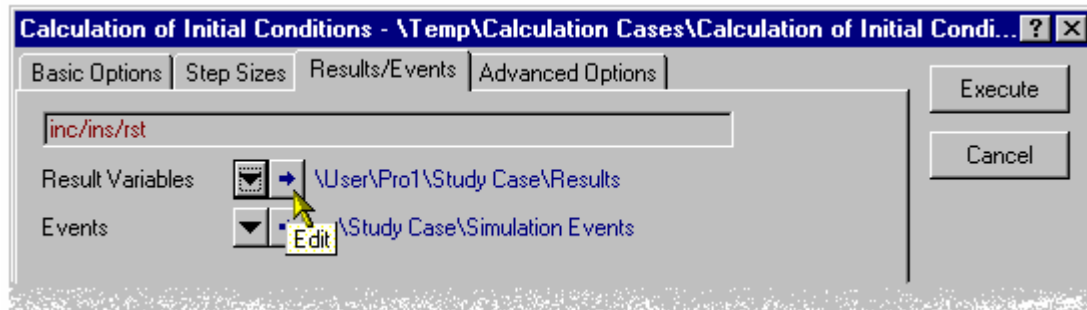 Calculation of Initial Conditions - \Temp\Calculation Cases\Calculation of Initial Condi... ? ×
Basic Options Step Sizes Results/Events Advanced Options
Execute
inc/ins/rst
Cancel
Result Variables \User\Pro1\Study Case\Results
Events \Study Case\Simulation Events
Edit